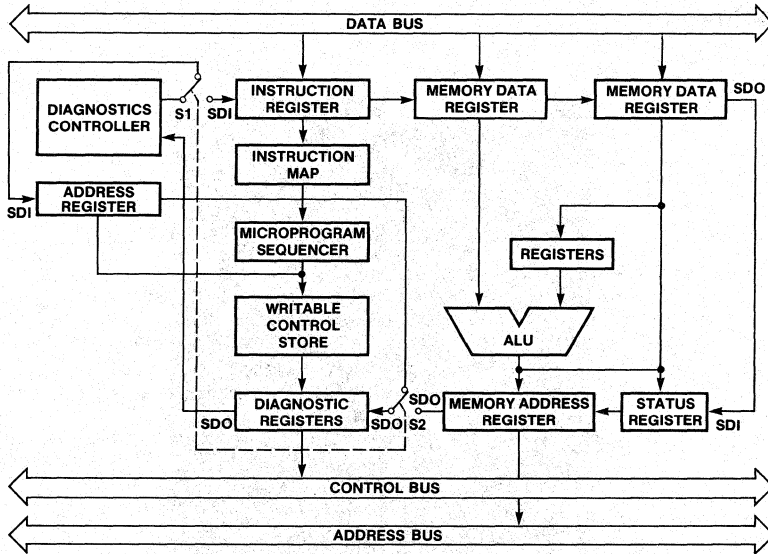 DATA BUS
DIAGNOSTICS
CONTROLLER
S1
SDI
INSTRUCTION
REGISTER
MEMORY DATA
REGISTER
MEMORY DATA
REGISTER
SDO
INSTRUCTION
MAP
SDI
ADDRESS
REGISTER
MICROPROGRAM
SEQUENCER
REGISTERS
WRITABLE
CONTROL
STORE
ALU
SDO
DIAGNOSTIC
REGISTERS
SDO
S2
SDO
MEMORY ADDRESS
REGISTER
STATUS
REGISTER
SDI
CONTROL BUS
ADDRESS BUS